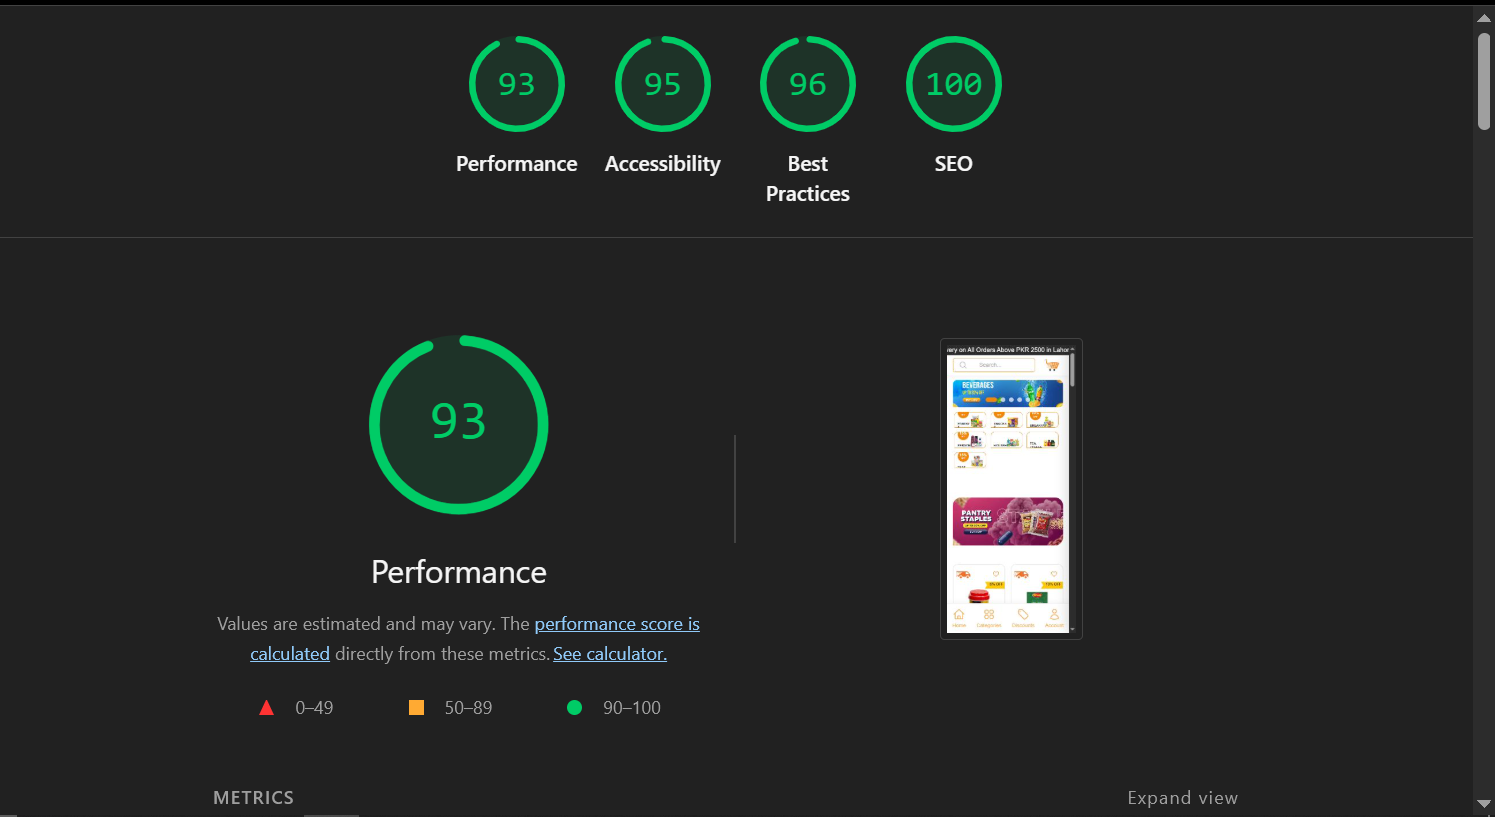 93
95
96
100
Performance
Accessibility
Best
Practices
SEO
93
Performance
Values are estimated and may vary. The performance score is
calculated directly from these metrics. See calculator.
0–49
50–89
90–100
ery on All Orders Above PKR 2500 in Lahor
Search...
BEVERAGES
PANTRY
STAPLES
Home
Categories
Discounts
Account
METRICS
Expand view